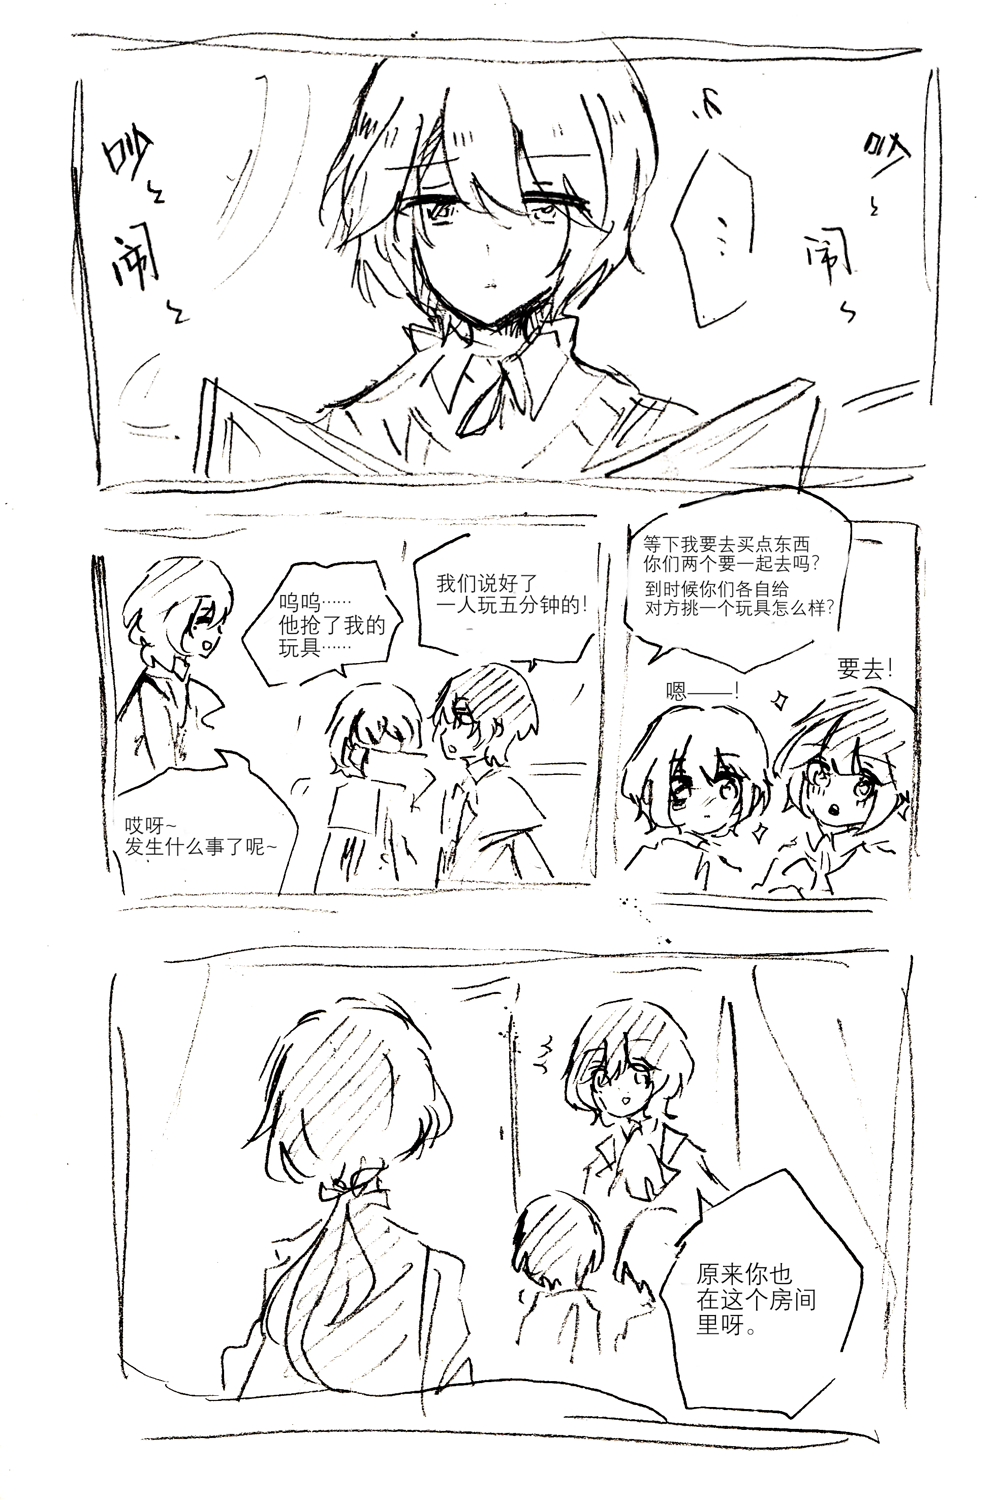 吵
闹
…
吵
闹
哎呀~
发生什么事了呢~
呜呜……
他抢了我的
玩具……
我们说好了
一人玩五分钟的!
等下我要去买点东西
你们两个要一起去吗?
到时候你们各自给
对方挑一个玩具怎么样?
嗯——!
要去!
原来你也
在这个房间
里呀。